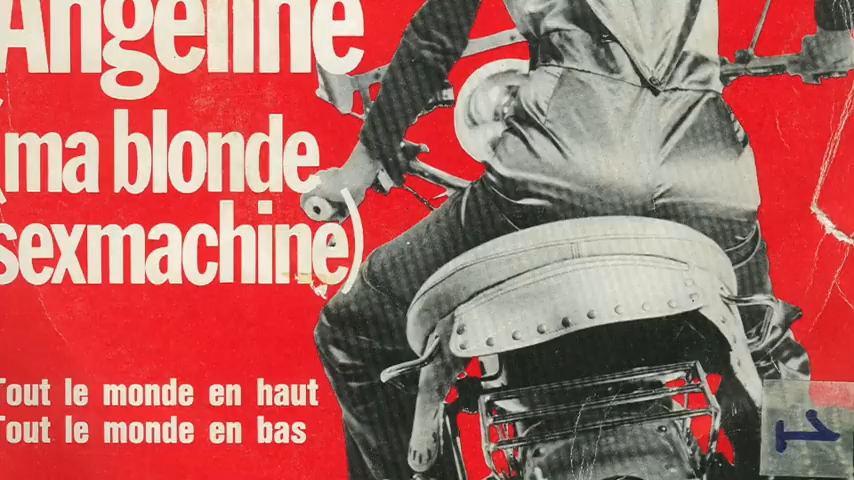 Angeline
(ma blonde
sexmachine)
Tout le monde en haut
Tout le monde en bas
1